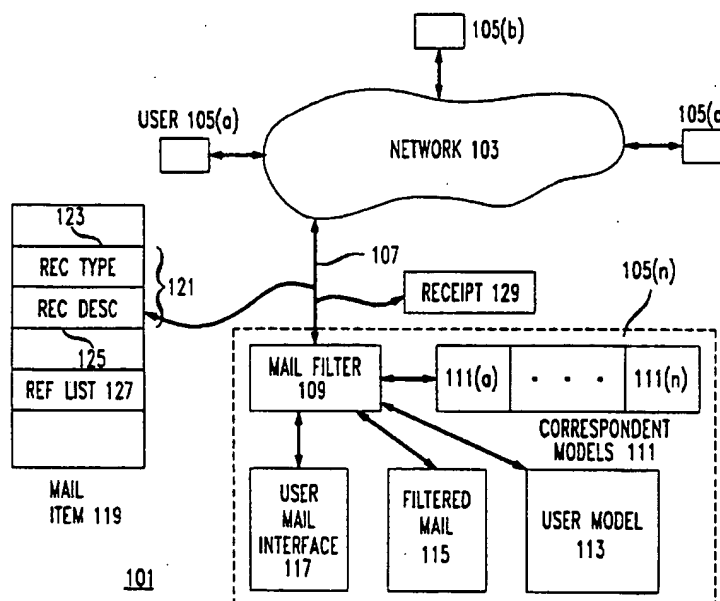 105(b)
USER 105(a)
105(c
NETWORK 103
123
REC TYPE
121
REC DESC
125
REF LIST 127
MAIL
ITEM 119
107
RECEIPT 129
105(n)
MAIL FILTER
109
111(a)
. . .
111(n)
CORRESPONDENT
MODELS 111
USER
MAIL
INTERFACE
117
FILTERED
MAIL
115
USER MODEL
113
101